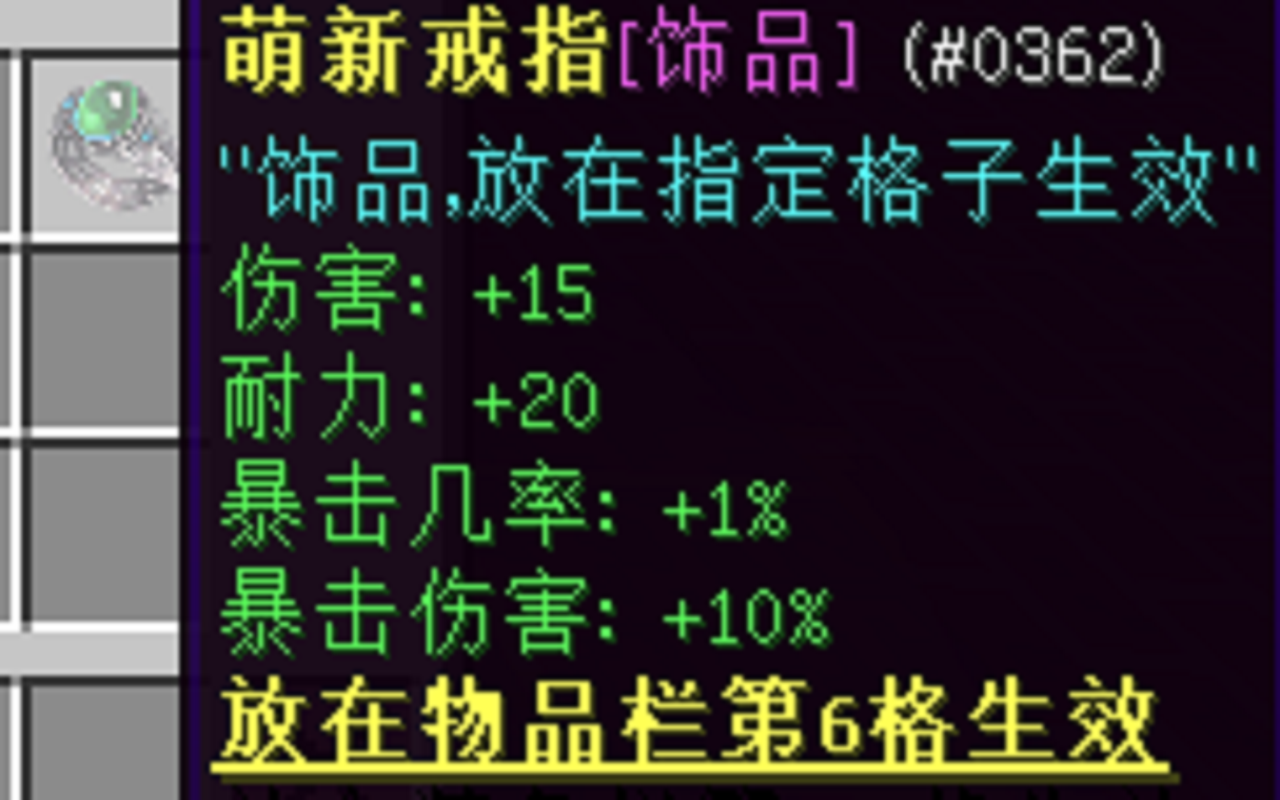 萌新戒指[饰品] (#0362)
"饰品,放在指定格子生效"
伤害: +15
耐力: +20
暴击几率: +1%
暴击伤害: +10%
放在物品栏第6格生效